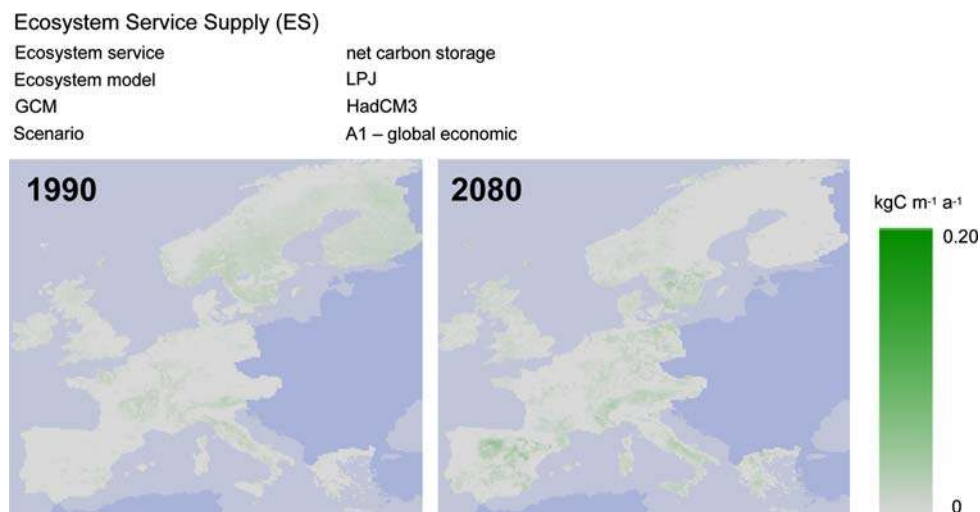 Ecosystem Service Supply (ES)
Ecosystem service net carbon storage
Ecosystem model LPJ
GCM HadCM3
Scenario A1 – global economic
1990 2080
kgC m⁻¹ a⁻¹
0.20
0